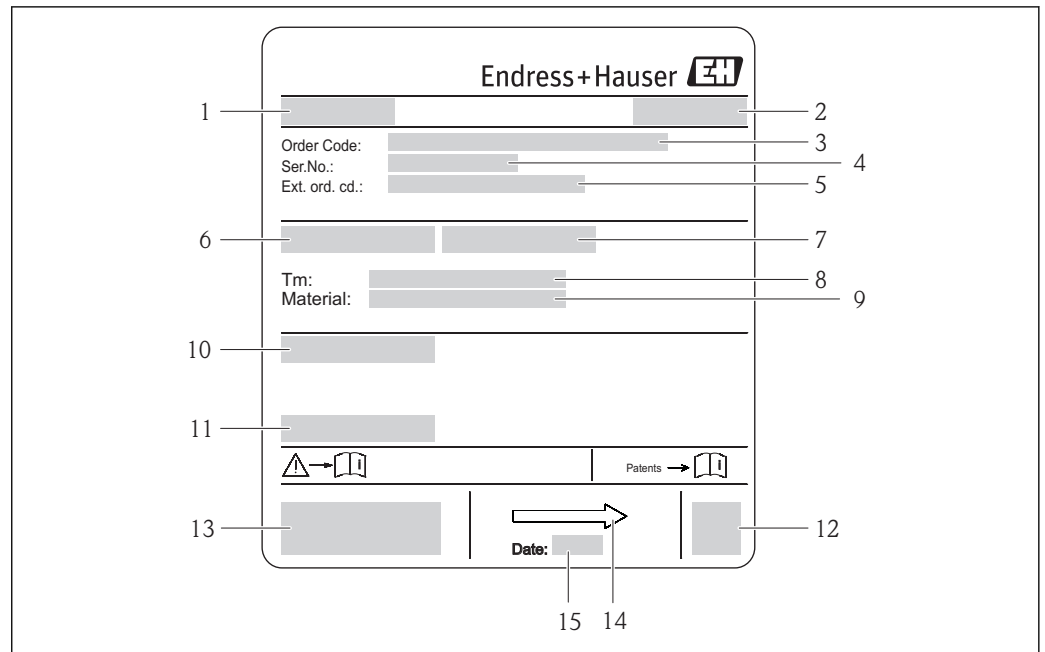 Endress+Hauser EH
1 2
Order Code: 3
Ser.No.: 4
Ext. ord. cd.: 5
6 7
Tm: 8
Material: 9
10
11
Patents
13 12
Date:
15 14